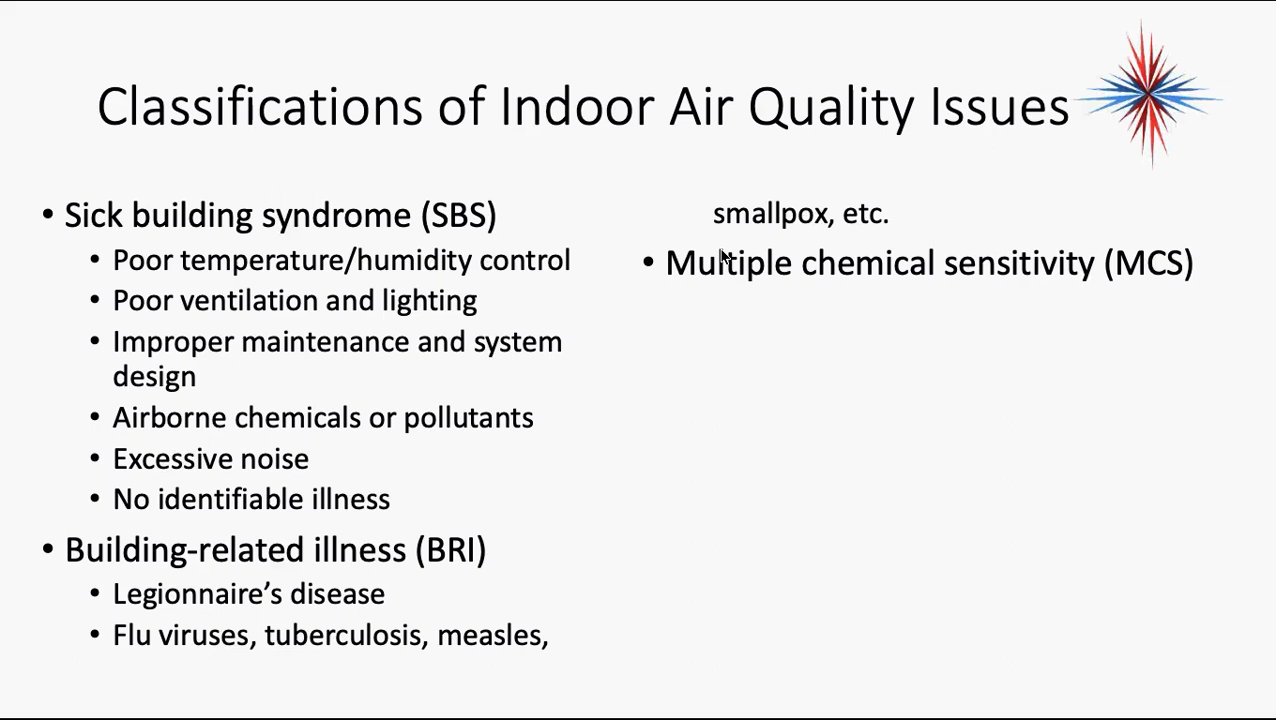 Classifications of Indoor Air Quality Issues
• Sick building syndrome (SBS)
• Poor temperature/humidity control
• Poor ventilation and lighting
• Improper maintenance and system
design
• Airborne chemicals or pollutants
• Excessive noise
• No identifiable illness
• Building-related illness (BRI)
• Legionnaire’s disease
• Flu viruses, tuberculosis, measles,
smallpox, etc.
• Multiple chemical sensitivity (MCS)